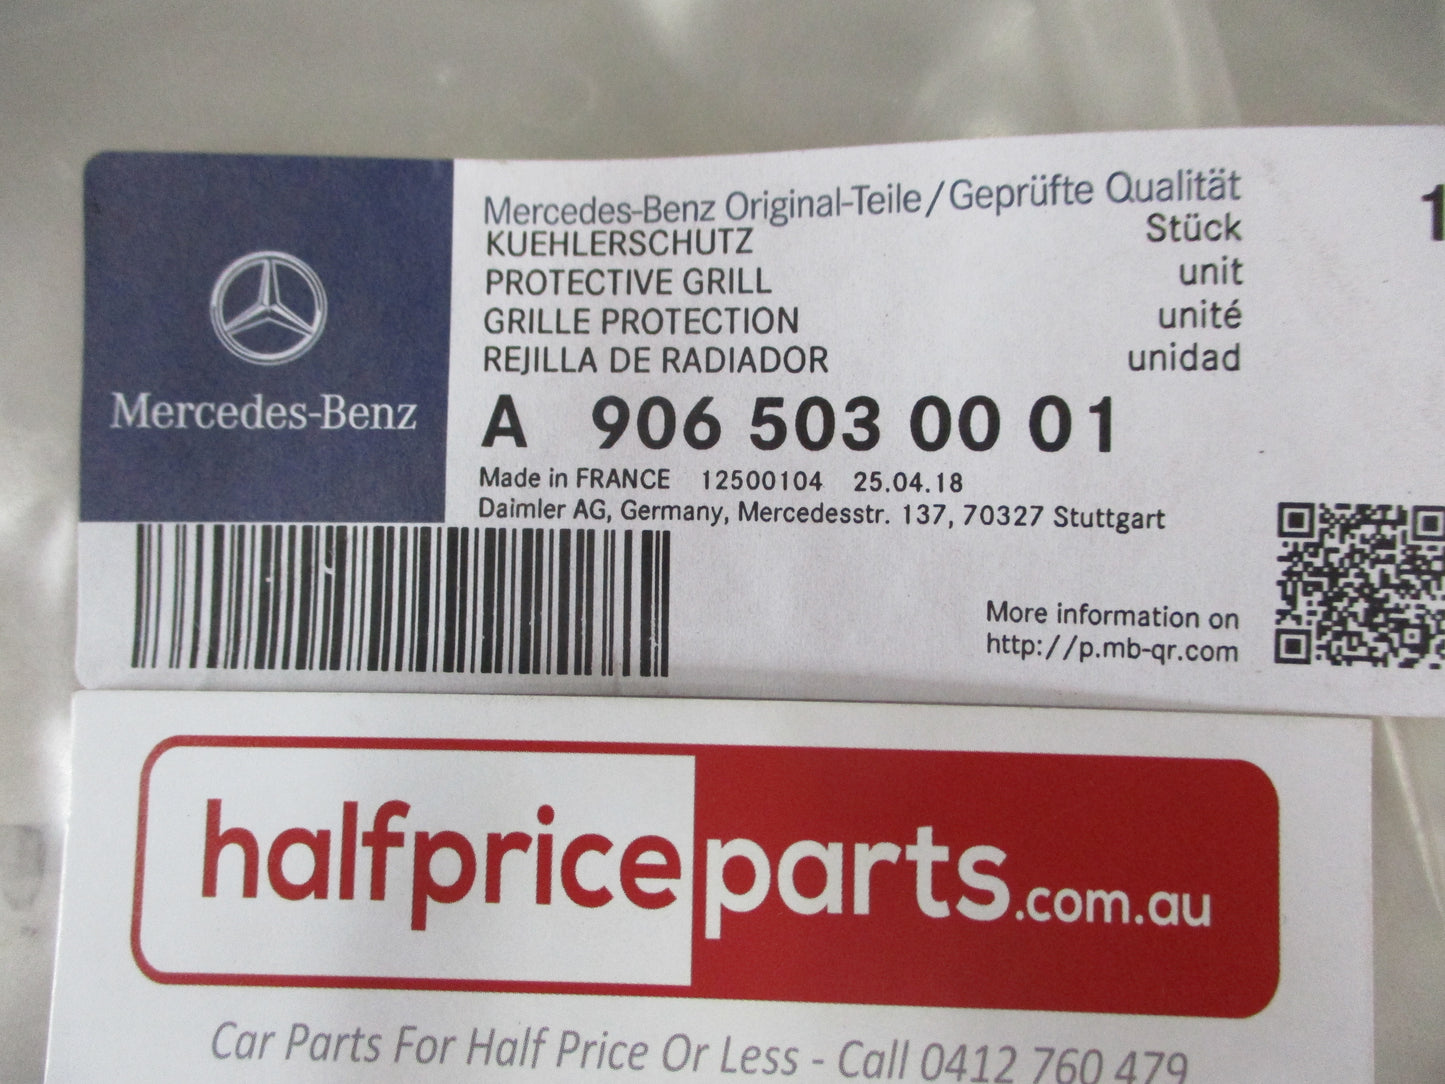 Mercedes-Benz
Mercedes-Benz Original-Teile/Geprüfte Qualität
KUEHLERSCHUTZ Stück 1
PROTECTIVE GRILL unit
GRILLE PROTECTION unité
REJILLA DE RADIADOR unidad
A 906 503 00 01
Made in FRANCE 12500104 25.04.18
Daimler AG, Germany, Mercedesstr. 137, 70327 Stuttgart
More information on
http://p.mb-qr.com
halfpriceparts.com.au
Car Parts For Half Price Or Less - Call 0412 760 479